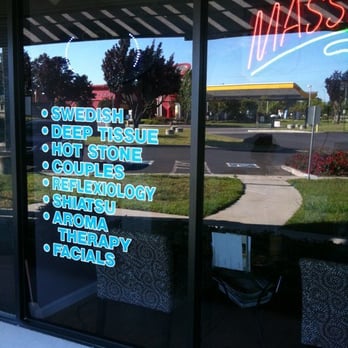 MASS
• SWEDISH
• DEEP TISSUE
• HOT STONE
• COUPLES
• REFLEXIOLOGY
• SHIATSU
• AROMA
THERAPY
• FACIALS